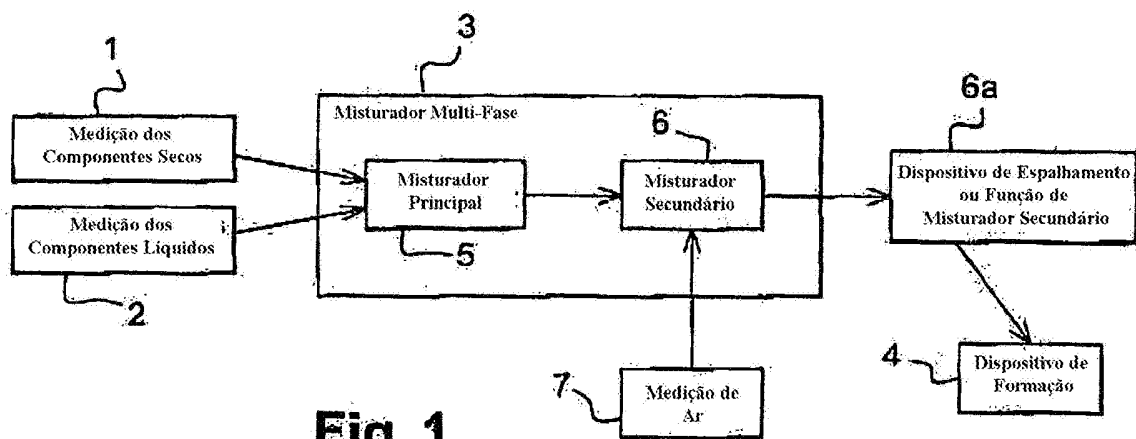 1
Medição dos
Componentes Secos
Medição dos
Componentes Líquidos
2
3
Misturador Multi-Fase
Misturador
Principal
5
6
Misturador
Secundário
6a
Dispositivo de Espalhamento
ou Função de
Misturador Secundário
7
Medição de
Ar
4
Dispositivo de
Formação
Fig. 1